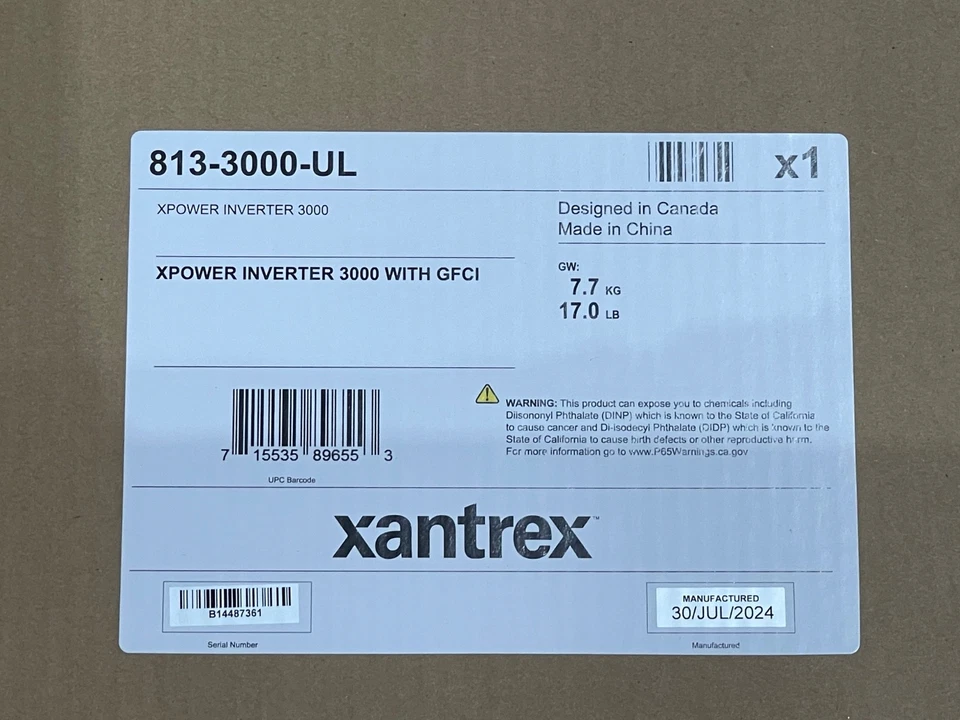 813-3000-UL
x1
XPOWER INVERTER 3000
Designed in Canada
Made in China
XPOWER INVERTER 3000 WITH GFCI
GW:
7.7 KG
17.0 LB
WARNING: This product can expose you to chemicals including
Diisononyl Phthalate (DINP) which is known to the State of California
to cause cancer and Di-isodecyl Phthalate (DIDP) which is known to the
State of California to cause birth defects or other reproductive harm.
For more information go to www.P65Warnings.ca.gov
7 15535 89655 3
UPC Barcode
xantrex™
B14487361
Serial Number
MANUFACTURED
30/JUL/2024
Manufactured